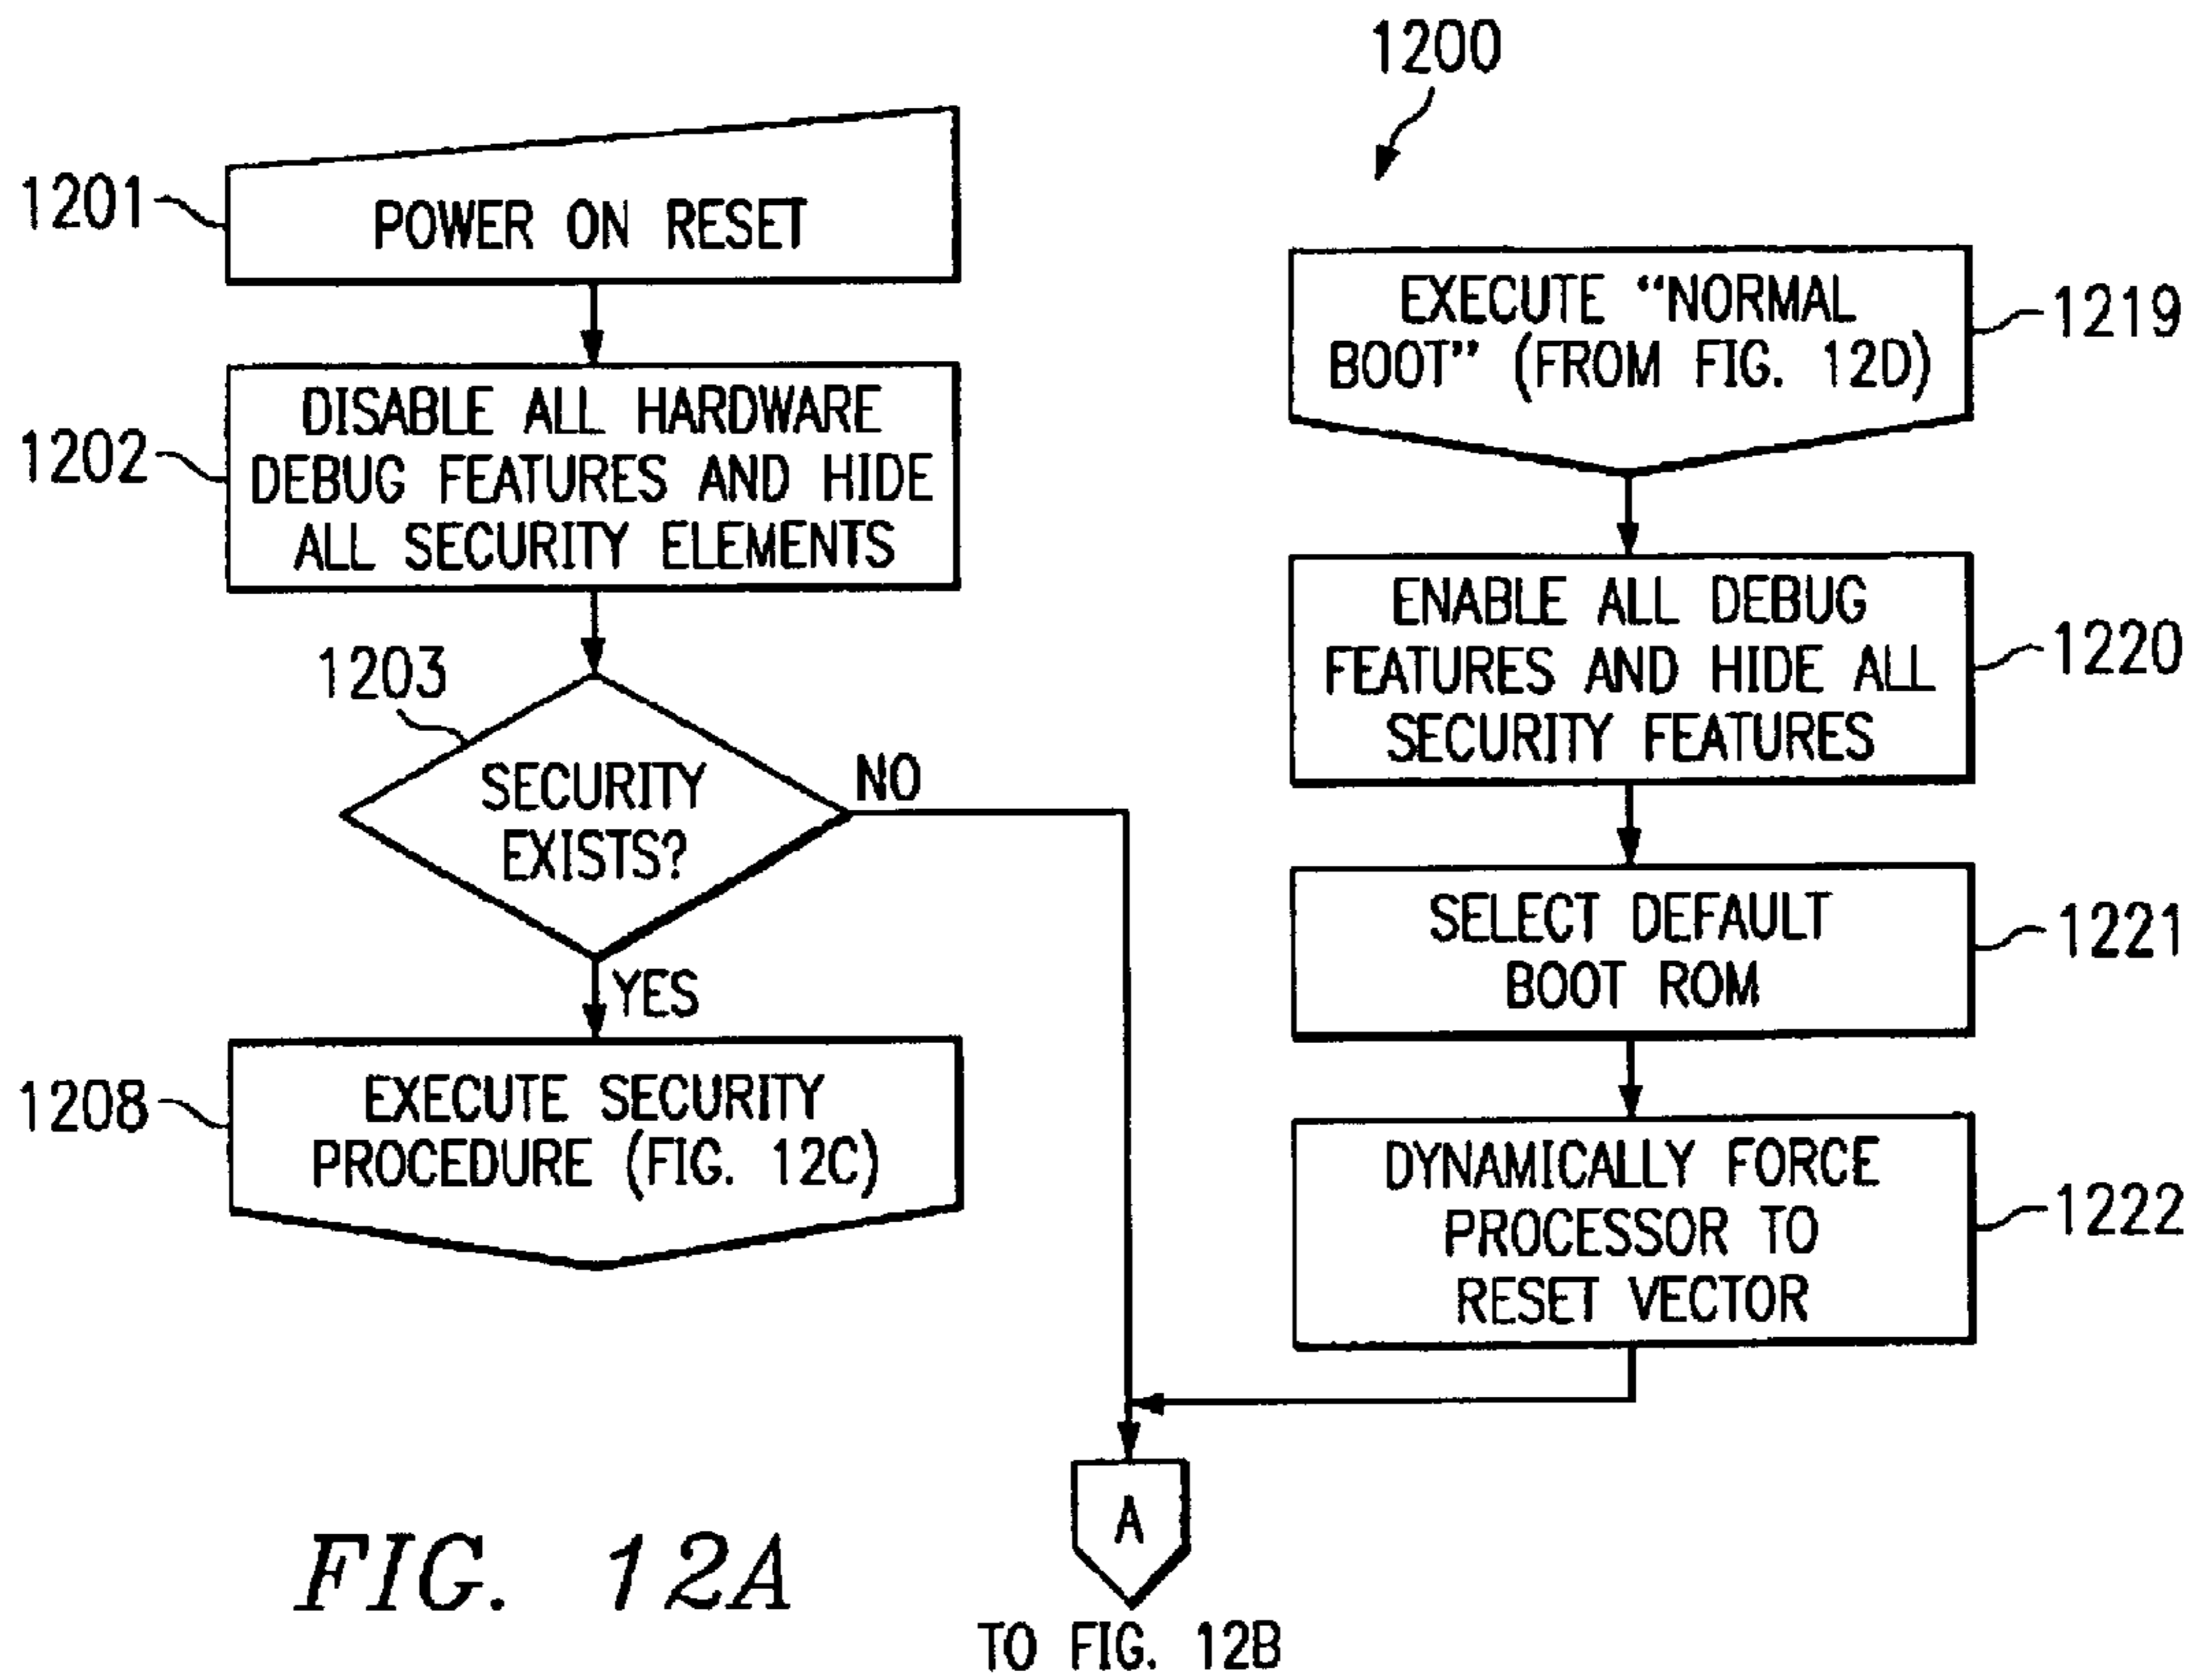 1200
1201
POWER ON RESET
1202
DISABLE ALL HARDWARE
DEBUG FEATURES AND HIDE
ALL SECURITY ELEMENTS
1203
SECURITY
EXISTS?
NO
YES
1208
EXECUTE SECURITY
PROCEDURE (FIG. 12C)
EXECUTE “NORMAL
BOOT” (FROM FIG. 12D)
1219
ENABLE ALL DEBUG
FEATURES AND HIDE ALL
SECURITY FEATURES
1220
SELECT DEFAULT
BOOT ROM
1221
DYNAMICALLY FORCE
PROCESSOR TO
RESET VECTOR
1222
A
TO FIG. 12B
FIG. 12A